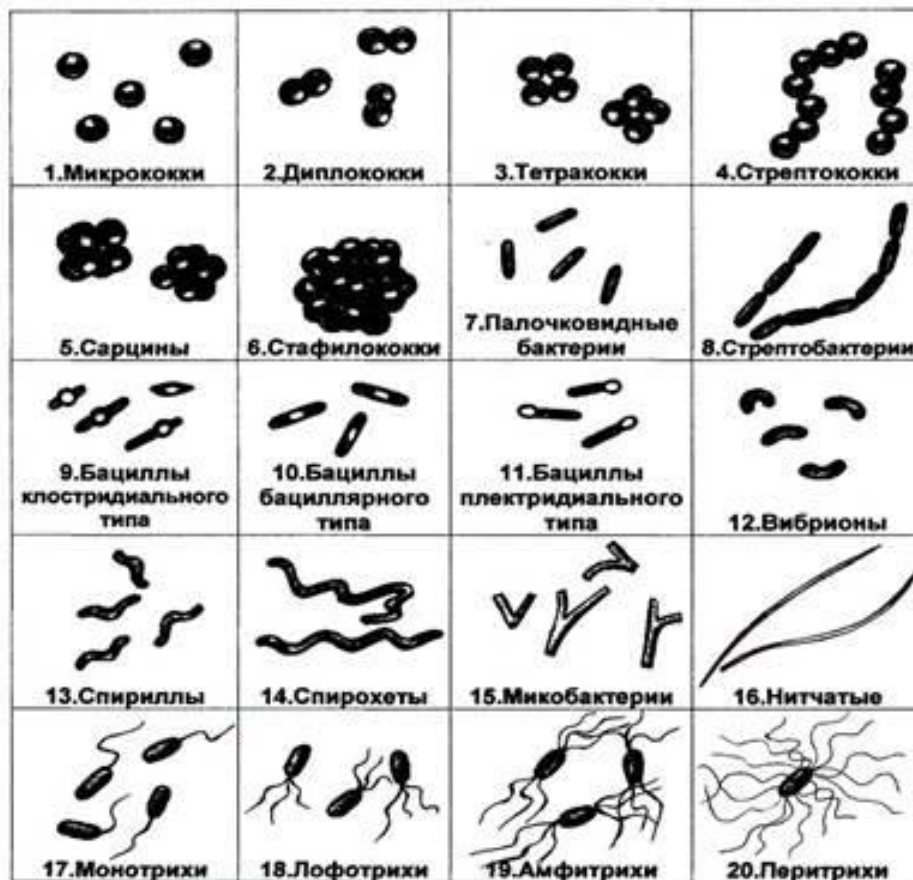 1.Микрококки
2.Диплококки
3.Тетракокки
4.Стрептококки
5.Сарцины
6.Стафилококки
7.Палочковидные
бактерии
8.Стрептобактерии
9.Бациллы
клостридиального
типа
10.Бациллы
бациллярного
типа
11.Бациллы
плектридиального
типа
12.Вибрионы
13.Спириллы
14.Спирохеты
15.Микобактерии
16.Нитчатые
17.Монотрихи
18.Лофотрихи
19.Амфитрихи
20.Перитрихи